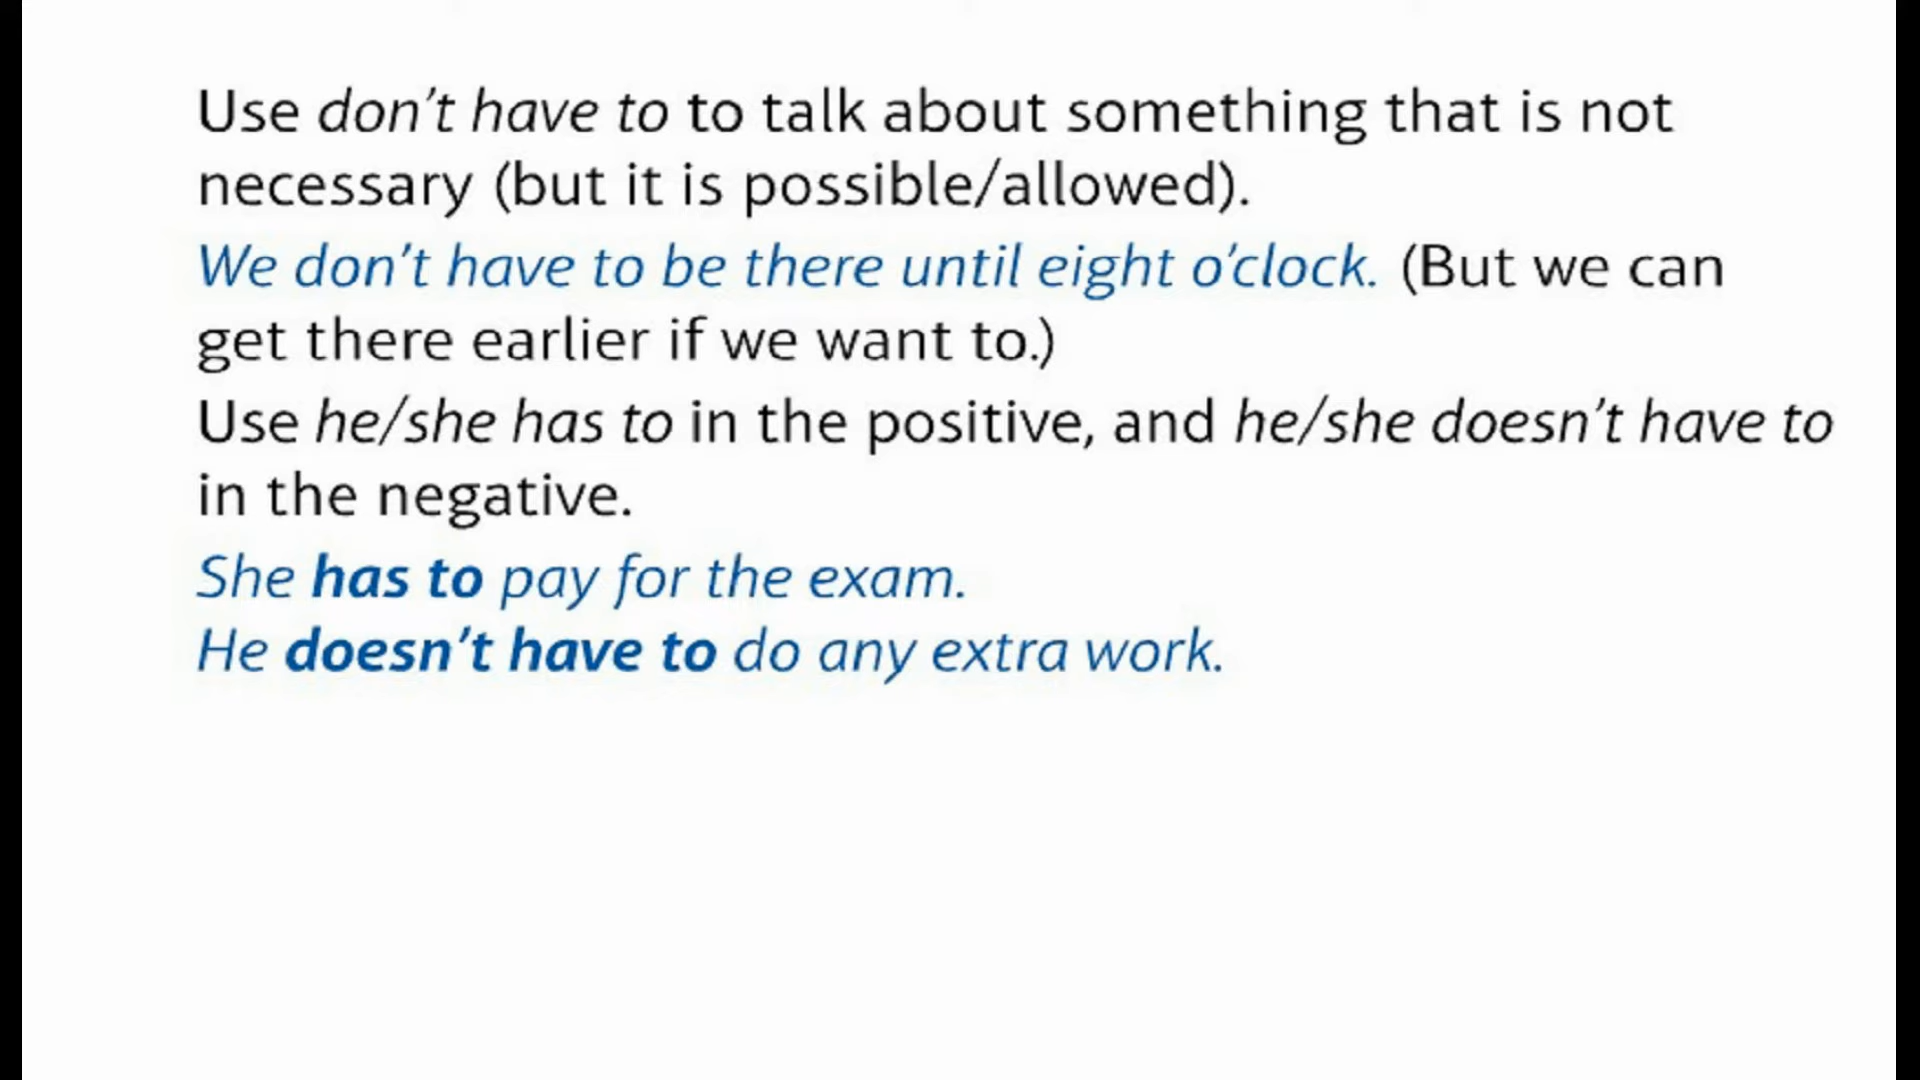 Use don't have to to talk about something that is not
necessary (but it is possible/allowed).
We don't have to be there until eight o'clock. (But we can
get there earlier if we want to.)
Use he/she has to in the positive, and he/she doesn't have to
in the negative.
She has to pay for the exam.
He doesn't have to do any extra work.